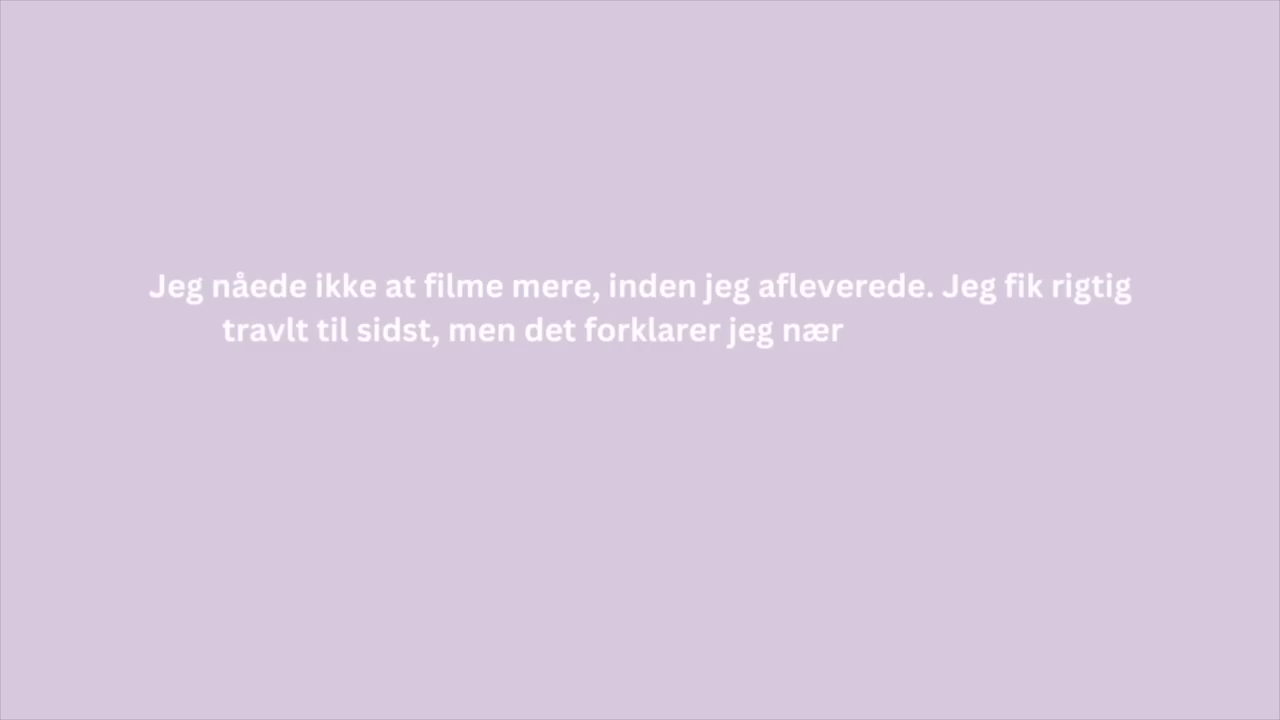 Jeg nåede ikke at filme mere, inden jeg afleverede. Jeg fik rigtig
travlt til sidst, men det forklarer jeg nær